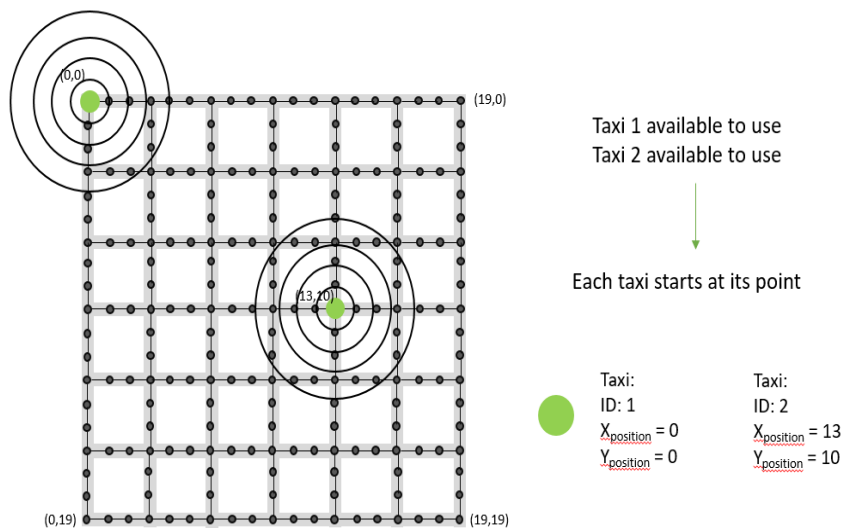 (0,0)
(19,0)
Taxi 1 available to use
Taxi 2 available to use
Each taxi starts at its point
(13,10)
Taxi:
ID: 1
Xposition = 0
Yposition = 0
Taxi:
ID: 2
Xposition = 13
Yposition = 10
(0,19)
(19,19)